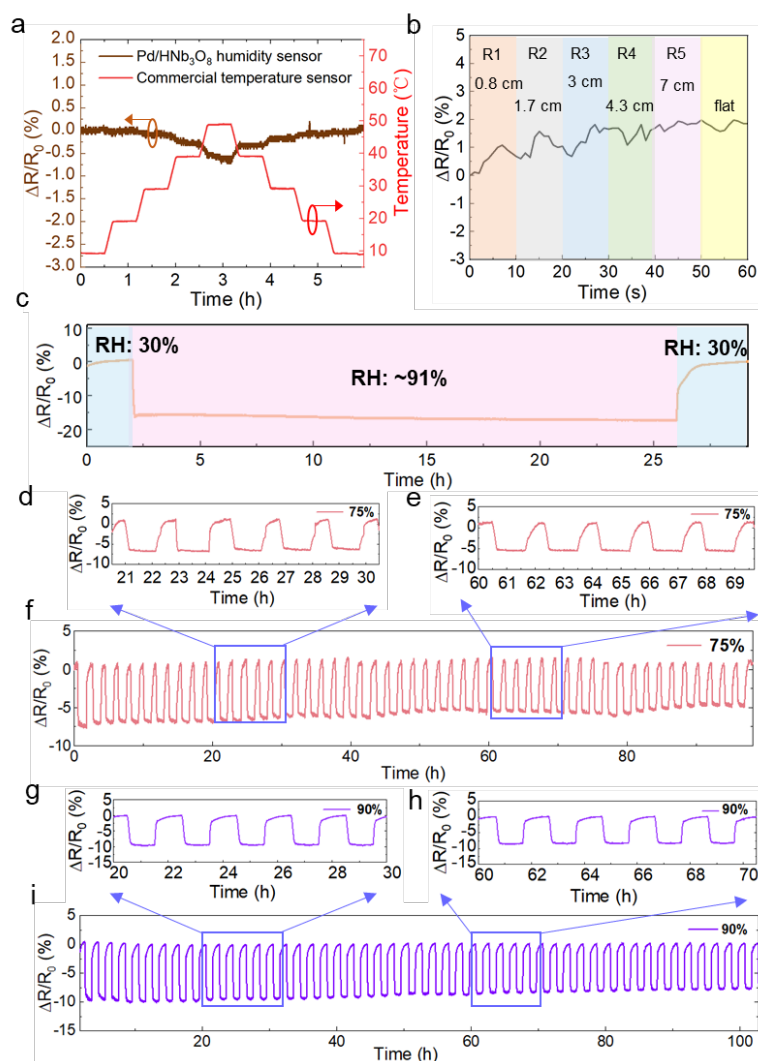 a
2.0
1.5
1.0
0.5
0.0
-0.5
-1.0
-1.5
-2.0
-2.5
-3.0
ΔR/R0 (%)
Pd/HNb3O8 humidity sensor
Commercial temperature sensor
70
60
50
40
30
20
10
Temperature (℃)
0 1 2 3 4 5
Time (h)
b
5
4
3
2
1
0
-1
-2
-3
ΔR/R0 (%)
R1 R2 R3 R4 R5
0.8 cm 3 cm 7 cm
1.7 cm 4.3 cm flat
0 10 20 30 40 50 60
Time (s)
c
10
0
-10
-20
ΔR/R0 (%)
RH: 30%
RH: ~91%
RH: 30%
0 5 10 15 20 25
Time (h)
d
5
0
-5
-10
ΔR/R0 (%)
75%
21 22 23 24 25 26 27 28 29 30
Time (h)
e
5
0
-5
-10
ΔR/R0 (%)
75%
60 61 62 63 64 65 66 67 68 69
Time (h)
f
5
0
-5
-10
ΔR/R0 (%)
75%
0 20 40 60 80
Time (h)
g
5
0
-5
-10
-15
ΔR/R0 (%)
90%
20 22 24 26 28 30
Time (h)
h
5
0
-5
-10
-15
ΔR/R0 (%)
90%
60 62 64 66 68 70
Time (h)
i
5
0
-5
-10
-15
ΔR/R0 (%)
90%
20 40 60 80 100
Time (h)